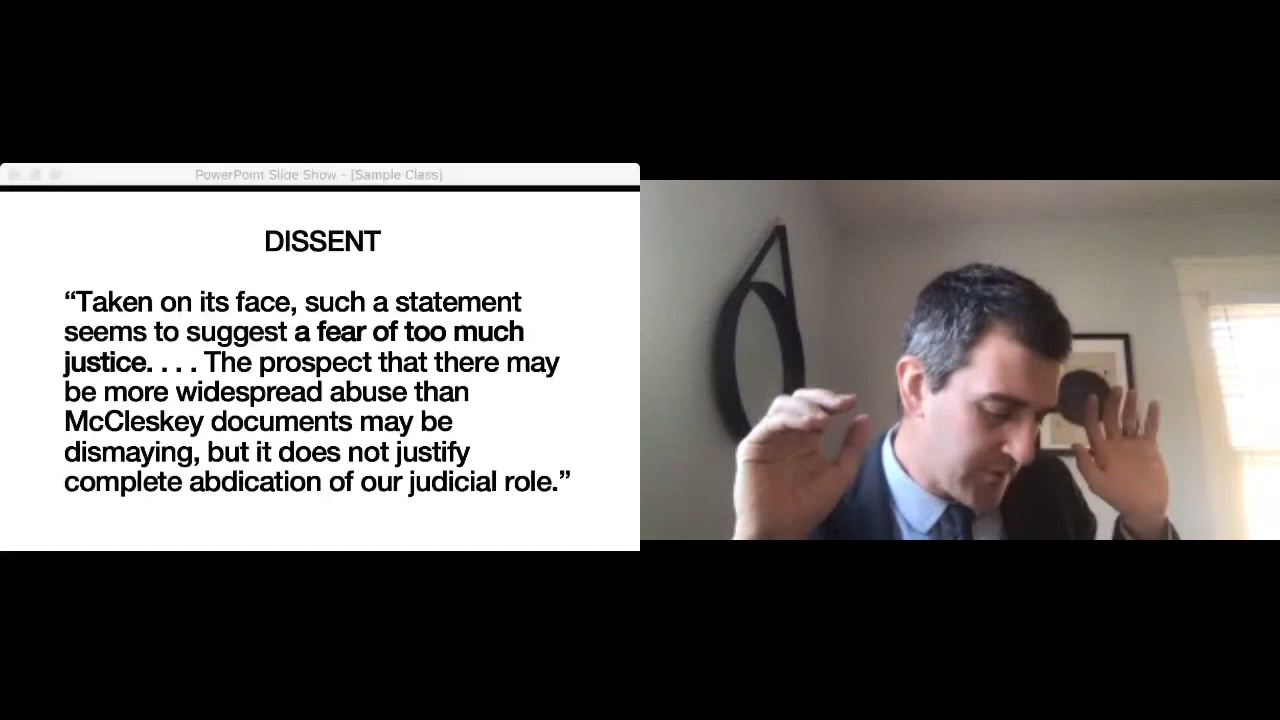 PowerPoint Slide Show - [Sample Class]
DISSENT
“Taken on its face, such a statement
seems to suggest a fear of too much
justice. . . . The prospect that there may
be more widespread abuse than
McCleskey documents may be
dismaying, but it does not justify
complete abdication of our judicial role.”